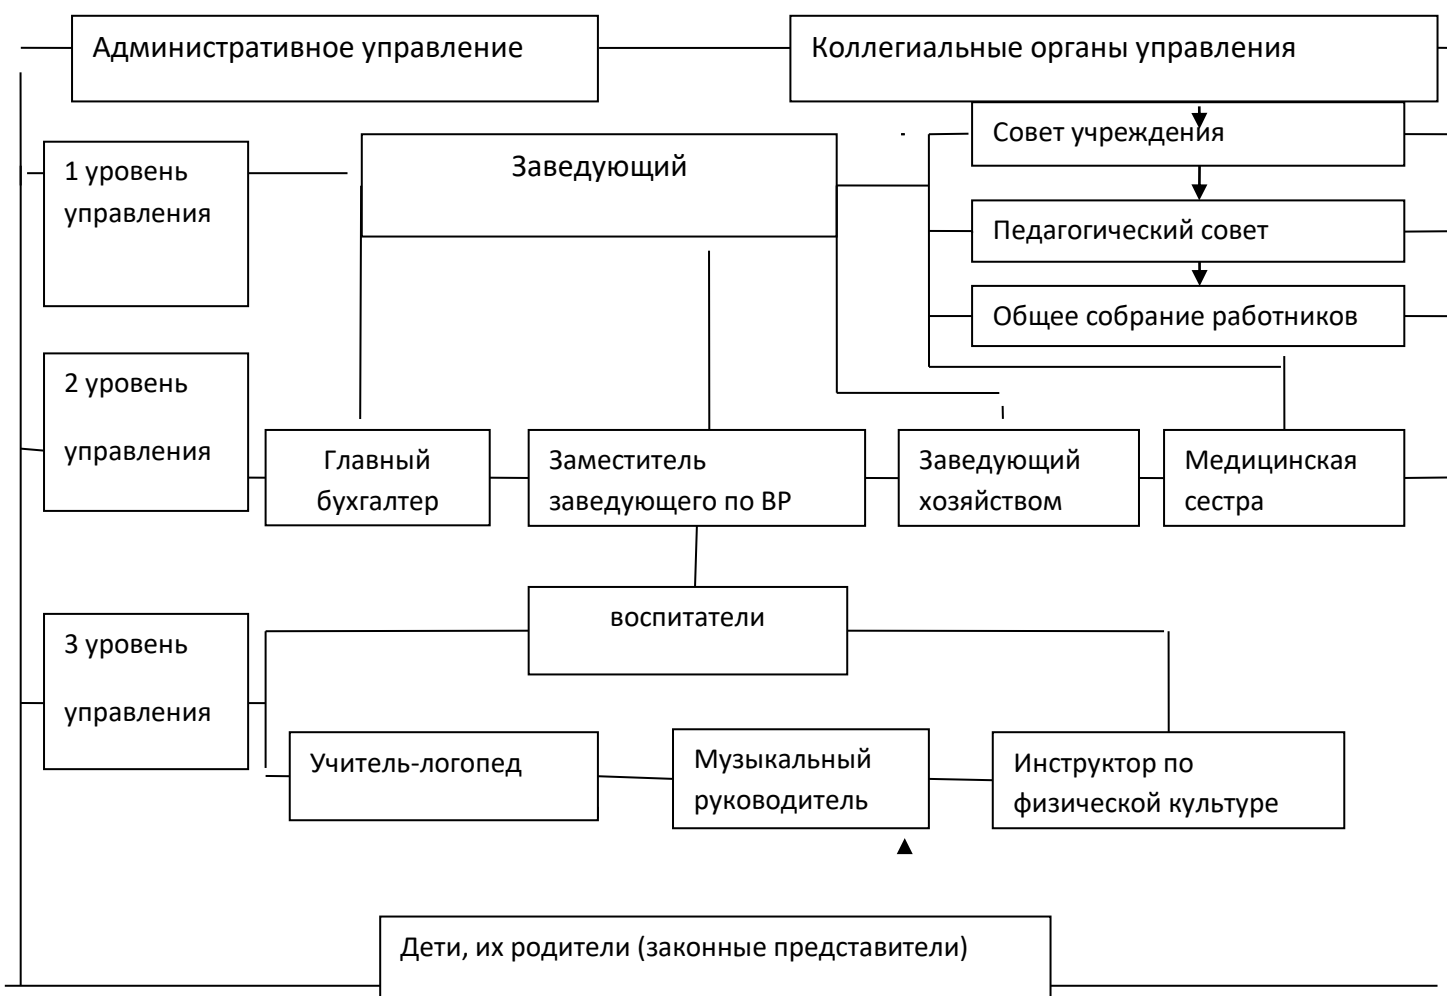 Административное управление
Коллегиальные органы управления
Совет учреждения
1 уровень
управления
Заведующий
Педагогический совет
Общее собрание работников
2 уровень
управления
Главный
бухгалтер
Заместитель
заведующего по ВР
Заведующий
хозяйством
Медицинская
сестра
3 уровень
управления
воспитатели
Учитель-логопед
Музыкальный
руководитель
Инструктор по
физической культуре
Дети, их родители (законные представители)